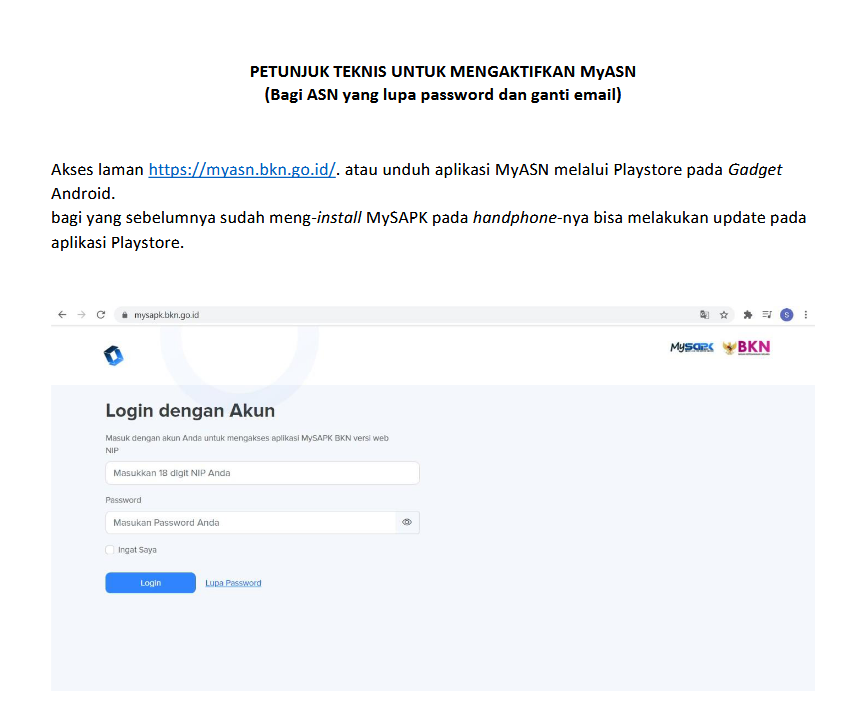 PETUNJUK TEKNIS UNTUK MENGAKTIFKAN MyASN
(Bagi ASN yang lupa password dan ganti email)
Akses laman https://myasn.bkn.go.id/. atau unduh aplikasi MyASN melalui Playstore pada Gadget
Android.
bagi yang sebelumnya sudah meng-install MySAPK pada handphone-nya bisa melakukan update pada
aplikasi Playstore.
mysapk.bkn.go.id
S
MySAPK BKN
Login dengan Akun
Masuk dengan akun Anda untuk mengakses aplikasi MySAPK BKN versi web
NIP
Masukkan 18 digit NIP Anda
Password
Masukan Password Anda
Ingat Saya
Login Lupa Password